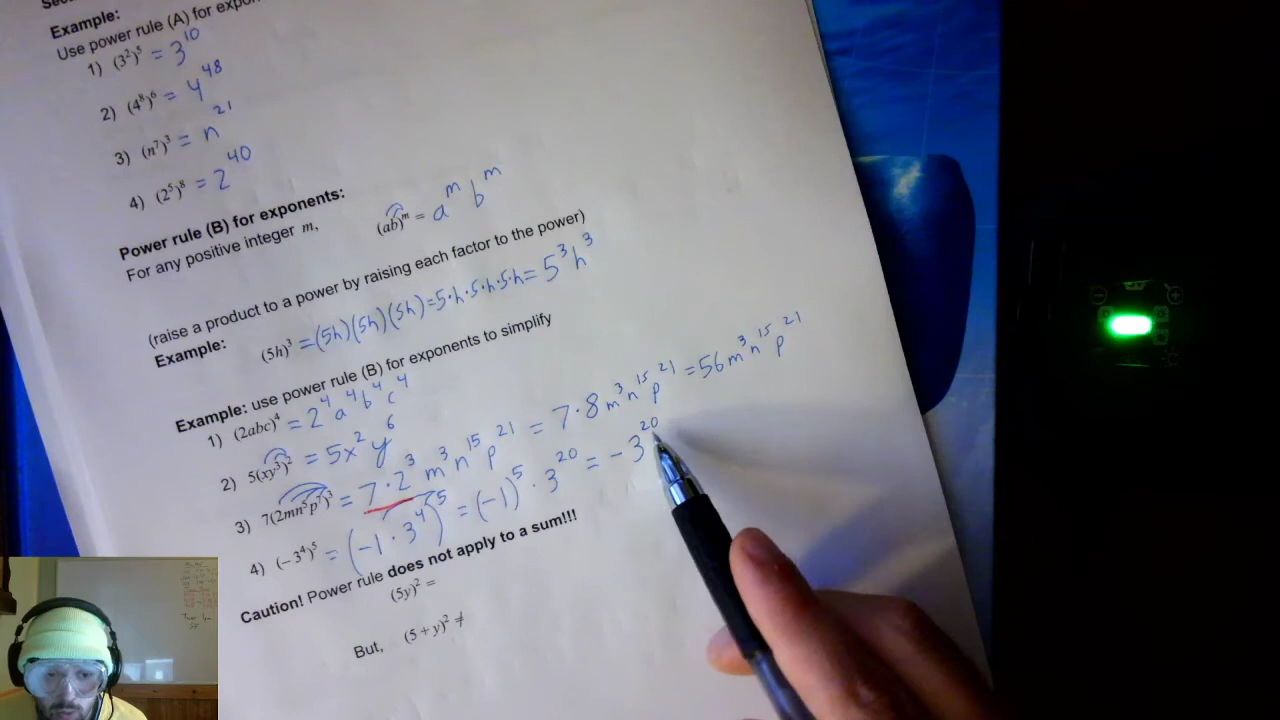 Example:
Use power rule (A) for
1) (3²)⁵ = 3¹⁰
2) (4⁸)⁶ = 4⁴⁸
3) (n⁷)³ = n²¹
4) (2⁵)⁸ = 2⁴⁰
Power rule (B) for exponents:
For any positive integer m, (ab)ᵐ = aᵐ bᵐ
(raise a product to a power by raising each factor to the power)
Example: (5h)³ = (5h)(5h)(5h) = 5·h·5·h·5·h = 5³h³
Example: use power rule (B) for exponents to simplify
1) (2abc)⁴ = 2⁴a⁴b⁴c⁴
2) 5(xy³)² = 5x²y⁶
3) 7(2mn⁵p⁷)³ = 7·2³ m³n¹⁵p²¹ = 7·8 m³n¹⁵p²¹ = 56m³n¹⁵p²¹
4) (−3⁴)⁵ = (−1·3⁴)⁵ = (−1)⁵·3²⁰ = −3²⁰
Caution! Power rule does not apply to a sum!!!
(5y)² =
But, (5 + y)² ≠